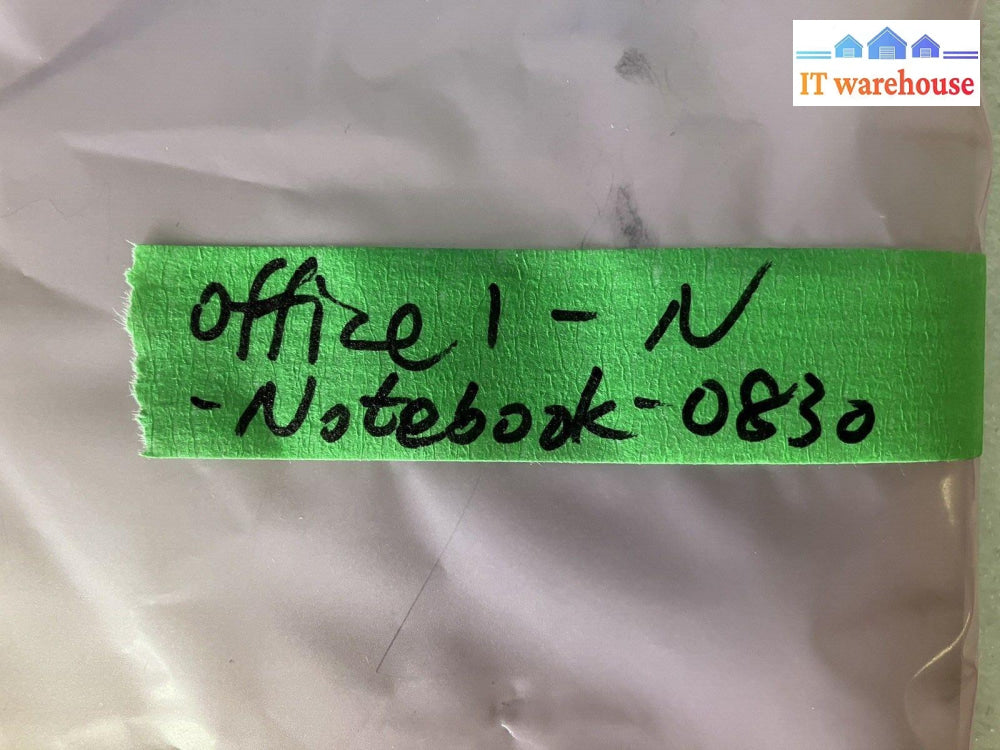 IT warehouse
office 1 - N
-Notebook-0830